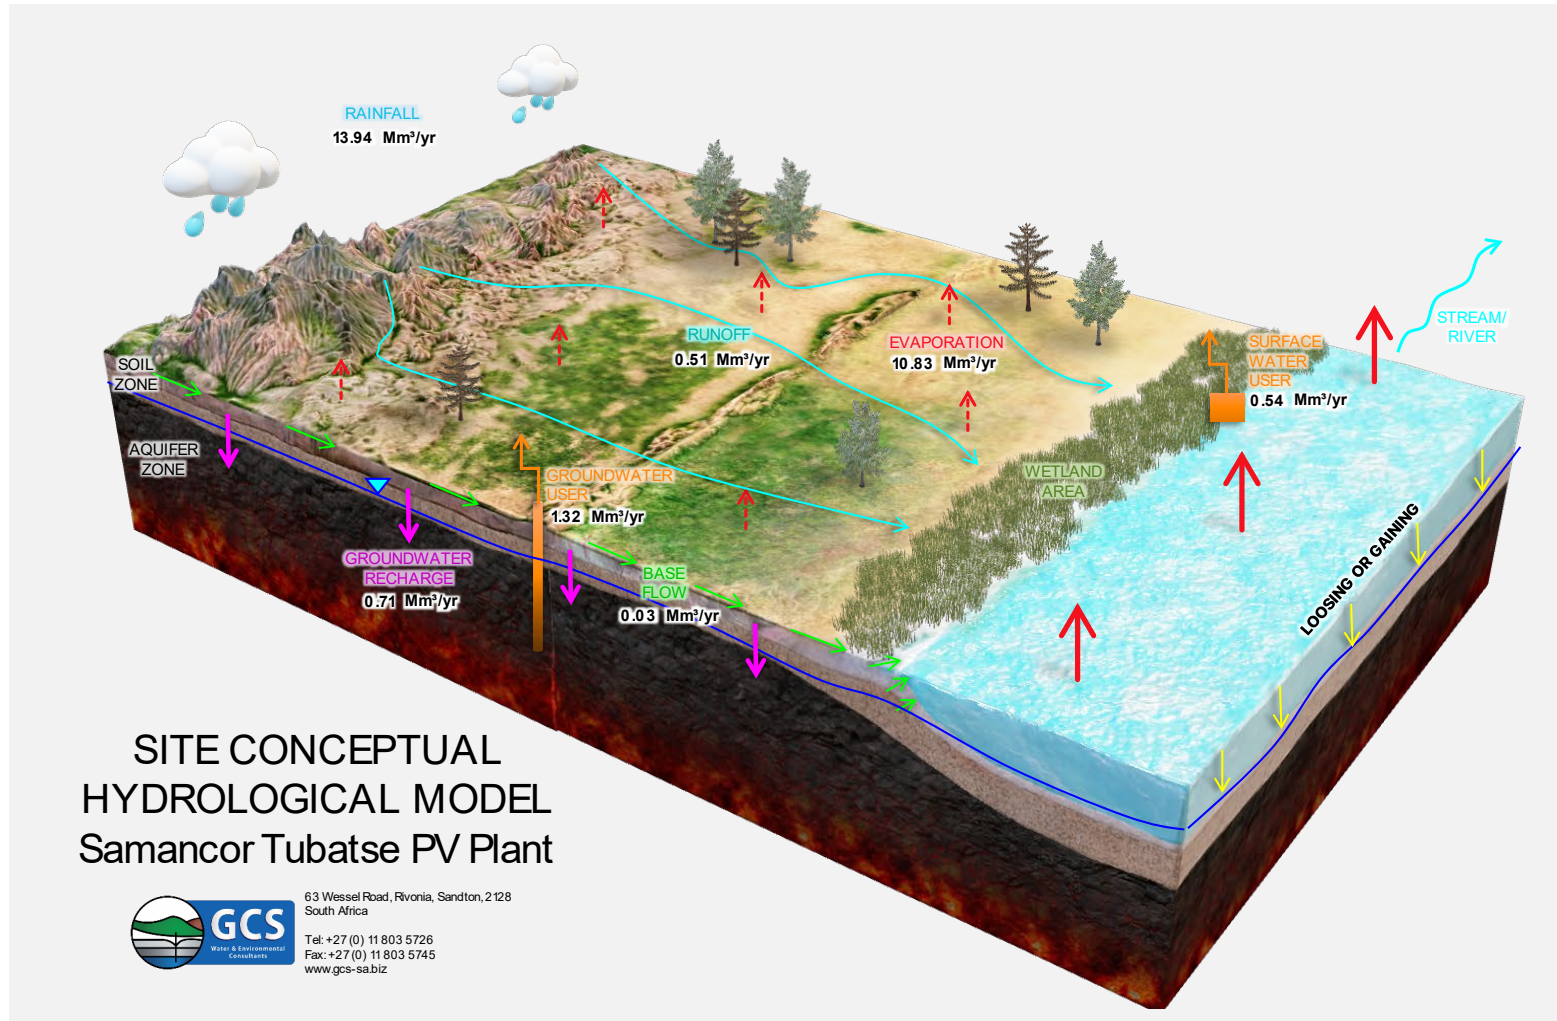 RAINFALL
13.94 Mm³/yr
STREAM/
RIVER
RUNOFF
0.51 Mm³/yr
EVAPORATION
10.83 Mm³/yr
SURFACE
WATER
USER
0.54 Mm³/yr
SOIL
ZONE
AQUIFER
ZONE
GROUNDWATER
USER
1.32 Mm³/yr
WETLAND
AREA
LOOSING OR GAINING
GROUNDWATER
RECHARGE
0.71 Mm³/yr
BASE
FLOW
0.03 Mm³/yr
SITE CONCEPTUAL
HYDROLOGICAL MODEL
Samancor Tubatse PV Plant
GCS
Water & Environmental
Consultants
63 Wessel Road, Rivonia, Sandton, 2128
South Africa
Tel: +27 (0) 11 803 5726
Fax: +27 (0) 11 803 5745
www.gcs-sa.biz